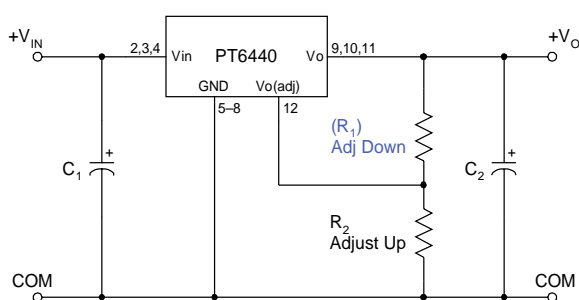 +VIN
2,3,4
Vin
PT6440
Vo
9,10,11
+VO
GND
Vo(adj)
5–8
12
(R1)
Adj Down
+
C1
+
C2
R2
Adjust Up
COM
COM